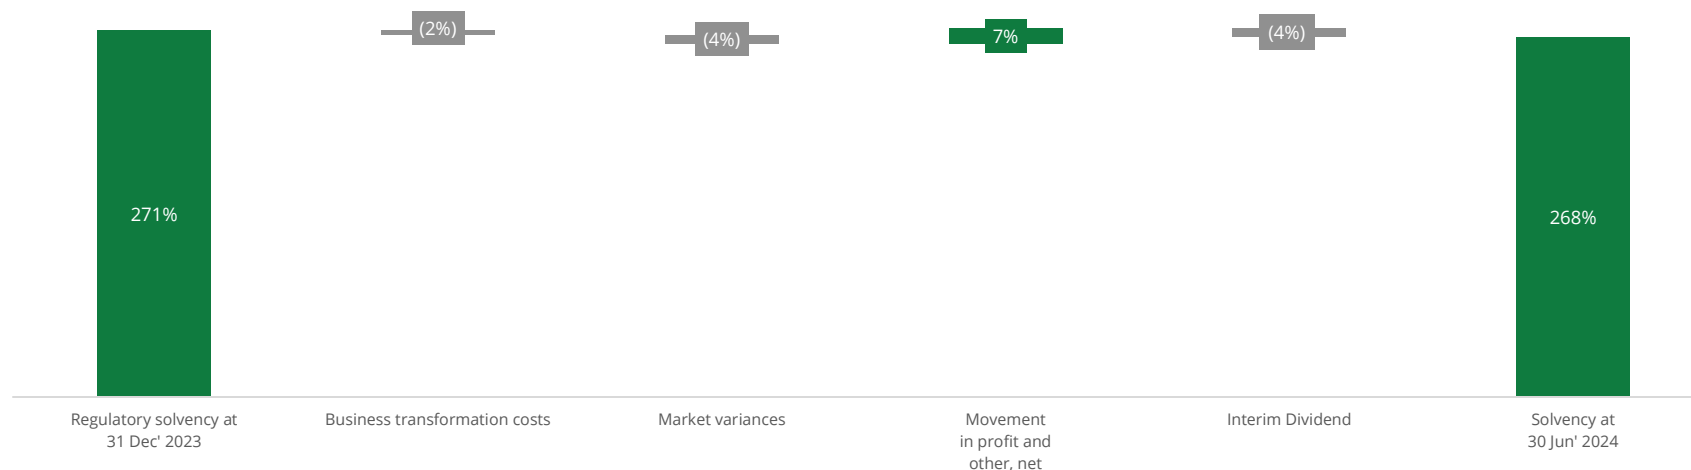 (2%)
(4%)
7%
(4%)
271%
268%
Regulatory solvency at
31 Dec' 2023
Business transformation costs
Market variances
Movement
in profit and
other, net
Interim Dividend
Solvency at
30 Jun' 2024